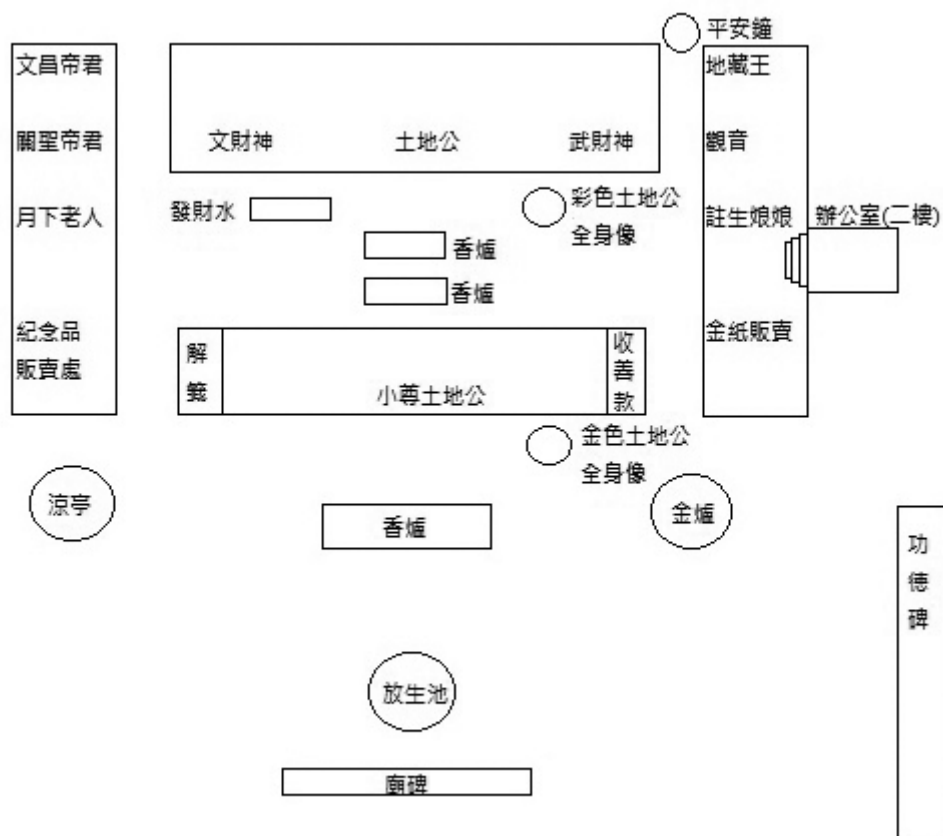 平安鐘
文昌帝君
地藏王
關聖帝君
文財神
土地公
武財神
觀音
彩色土地公
全身像
發財水
月下老人
註生娘娘
辦公室(二樓)
香爐
香爐
紀念品
販賣處
解
籤
小尊土地公
收
善
款
金紙販賣
金色土地公
全身像
涼亭
香爐
金爐
功
德
碑
放生池
廟碑